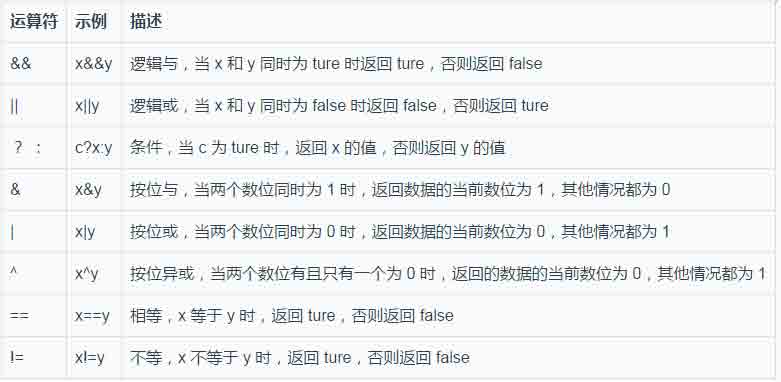 运算符 示例 描述
&& x&&y 逻辑与，当 x 和 y 同时为 ture 时返回 ture，否则返回 false
|| x||y 逻辑或，当 x 和 y 同时为 false 时返回 false，否则返回 ture
？ ： c?x:y 条件，当 c 为 ture 时，返回 x 的值，否则返回 y 的值
& x&y 按位与，当两个数位同时为 1 时，返回数据的当前数位为 1，其他情况都为 0
| x|y 按位或，当两个数位同时为 0 时，返回数据的当前数位为 0，其他情况都为 1
^ x^y 按位异或，当两个数位有且只有一个为 0 时，返回的数据的当前数位为 0，其他情况都为 1
== x==y 相等，x 等于 y 时，返回 ture，否则返回 false
!= x!=y 不等，x 不等于 y 时，返回 ture，否则返回 false